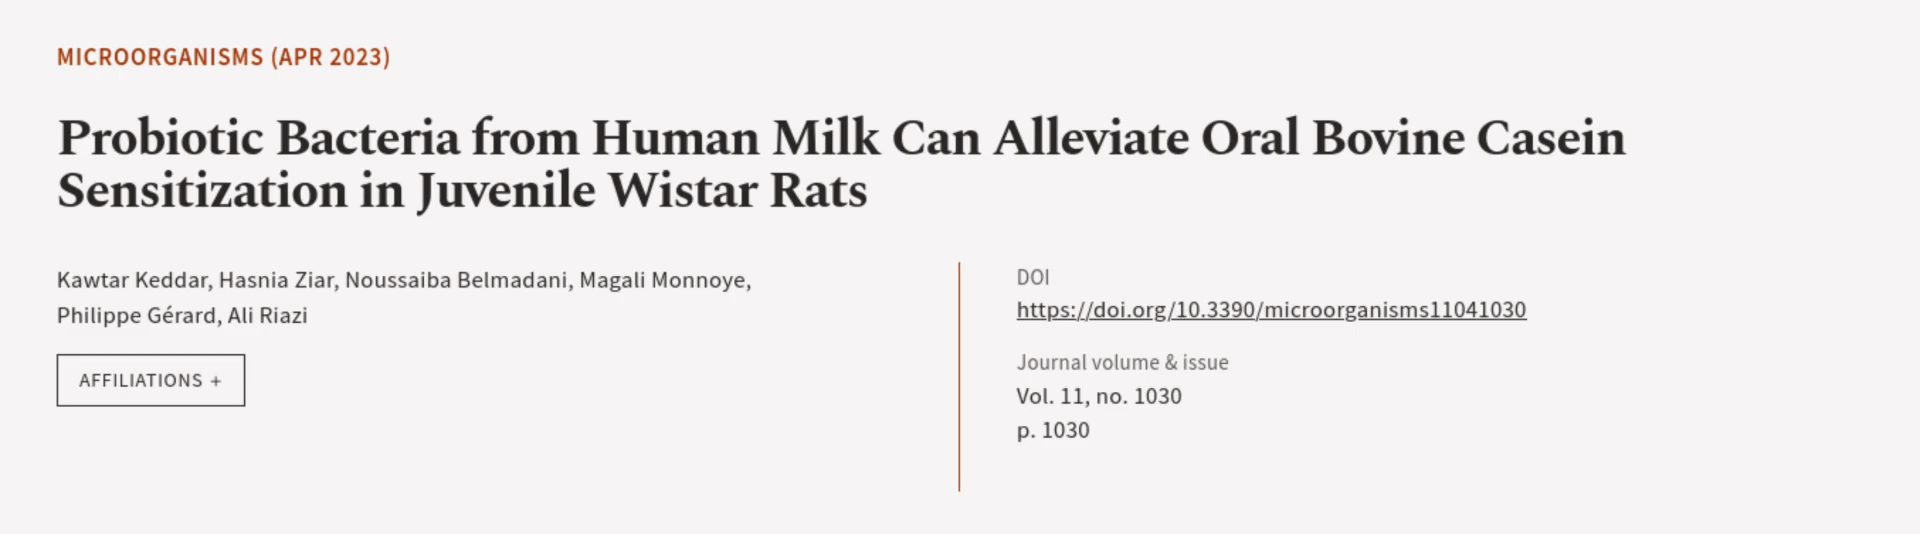 MICROORGANISMS (APR 2023)
Probiotic Bacteria from Human Milk Can Alleviate Oral Bovine Casein
Sensitization in Juvenile Wistar Rats
Kawtar Keddar, Hasnia Ziar, Noussaiba Belmadani, Magali Monnoye,
Philippe Gérard, Ali Riazi
AFFILIATIONS +
DOI
https://doi.org/10.3390/microorganisms11041030
Journal volume & issue
Vol. 11, no. 1030
p. 1030